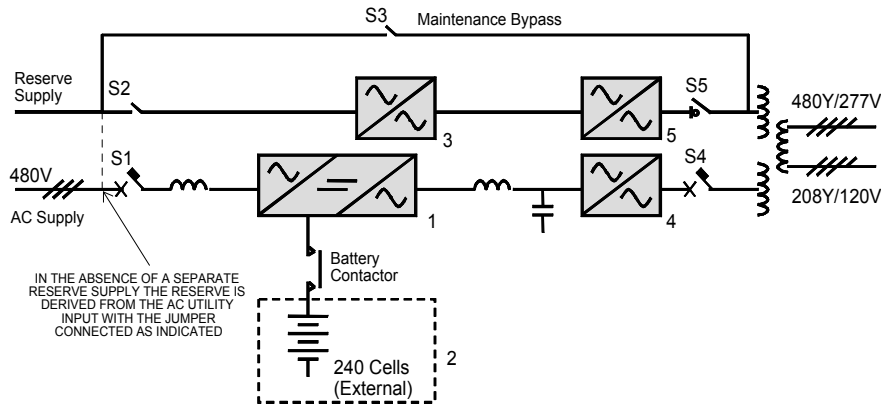 S3
Maintenance Bypass
Reserve
Supply
S2
S5
480Y/277V
3
5
S1
S4
480V
AC Supply
208Y/120V
1
4
Battery
Contactor
IN THE ABSENCE OF A SEPARATE
RESERVE SUPPLY THE RESERVE IS
DERIVED FROM THE AC UTILITY
INPUT WITH THE JUMPER
CONNECTED AS INDICATED
2
240 Cells
(External)